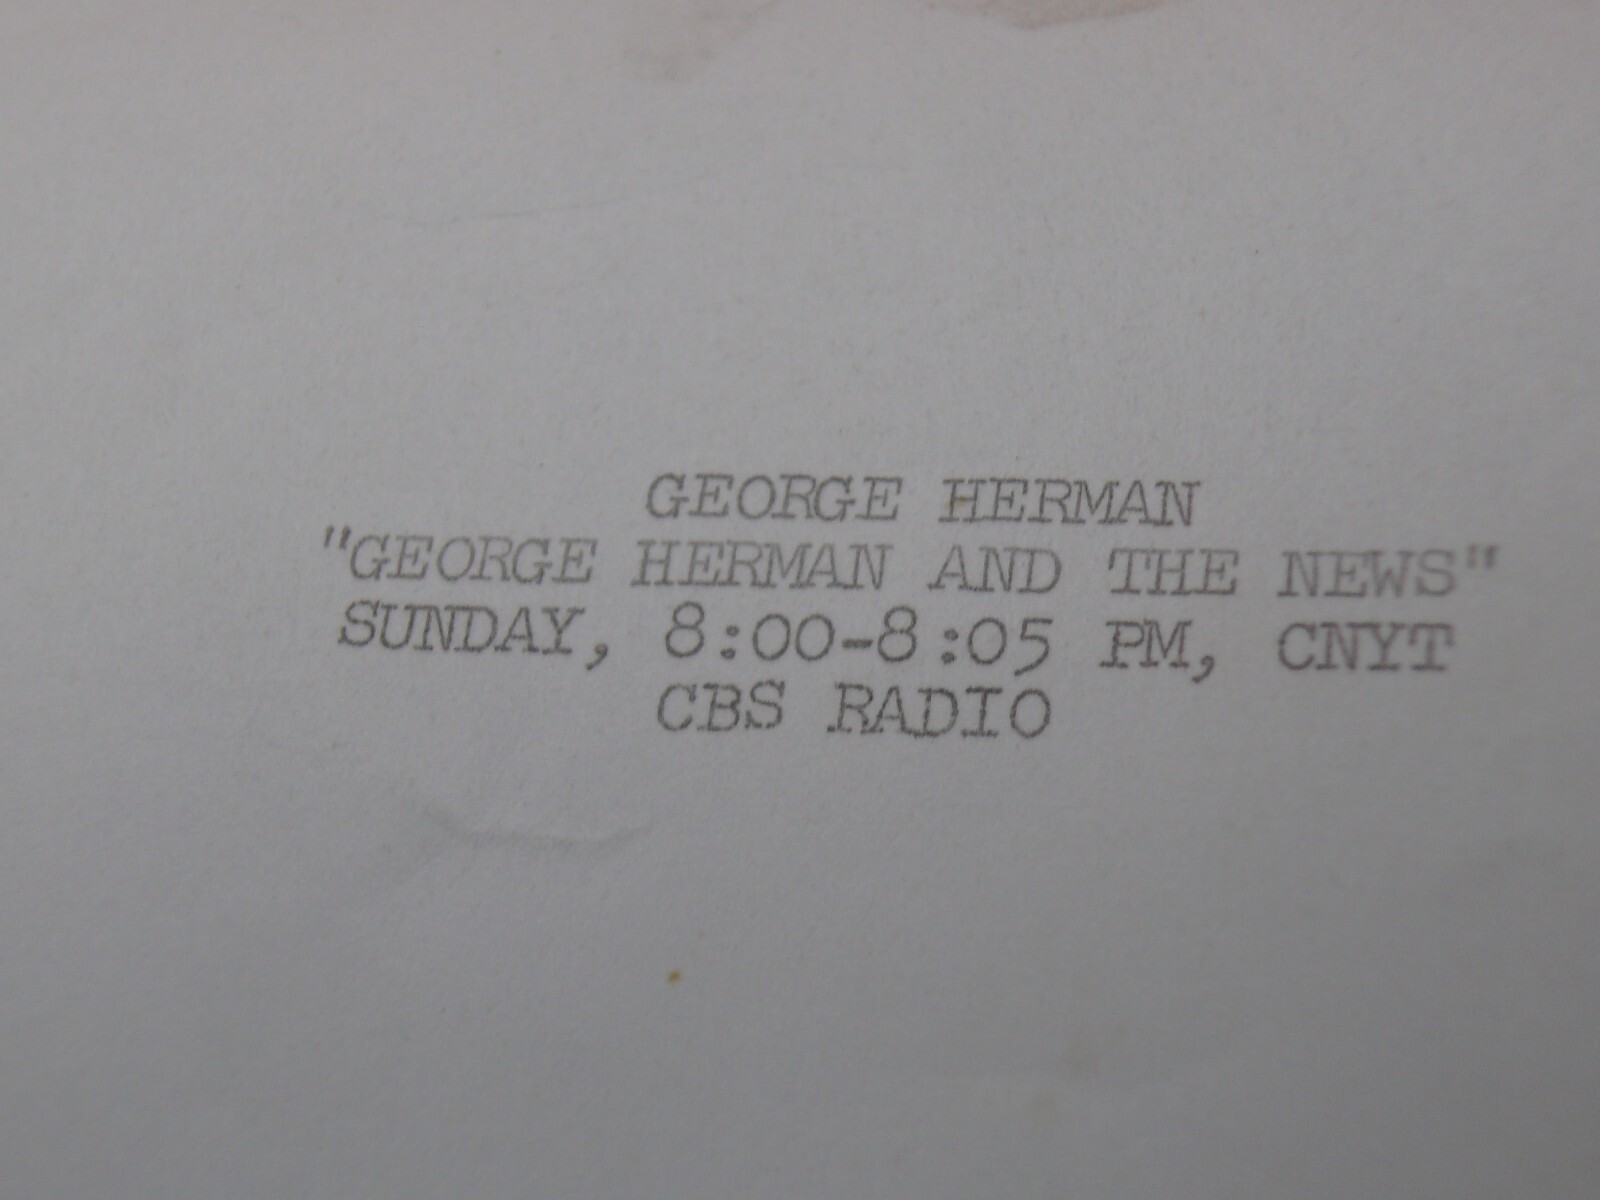 GEORGE HERMAN
"GEORGE HERMAN AND THE NEWS"
SUNDAY, 8:00-8:05 PM, CNYT
CBS RADIO